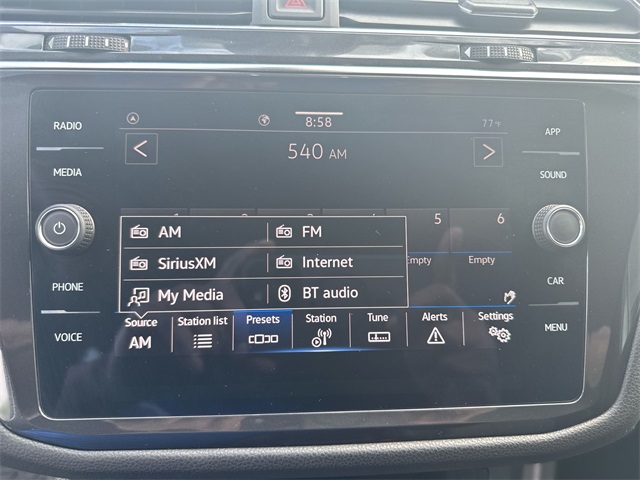 RADIO
MEDIA
PHONE
VOICE
8:58
77°F
540 AM
<
>
5
6
Empty
Empty
AM
FM
SiriusXM
Internet
My Media
BT audio
Source
AM
Station list
Presets
Station
Tune
Alerts
Settings
APP
SOUND
CAR
MENU